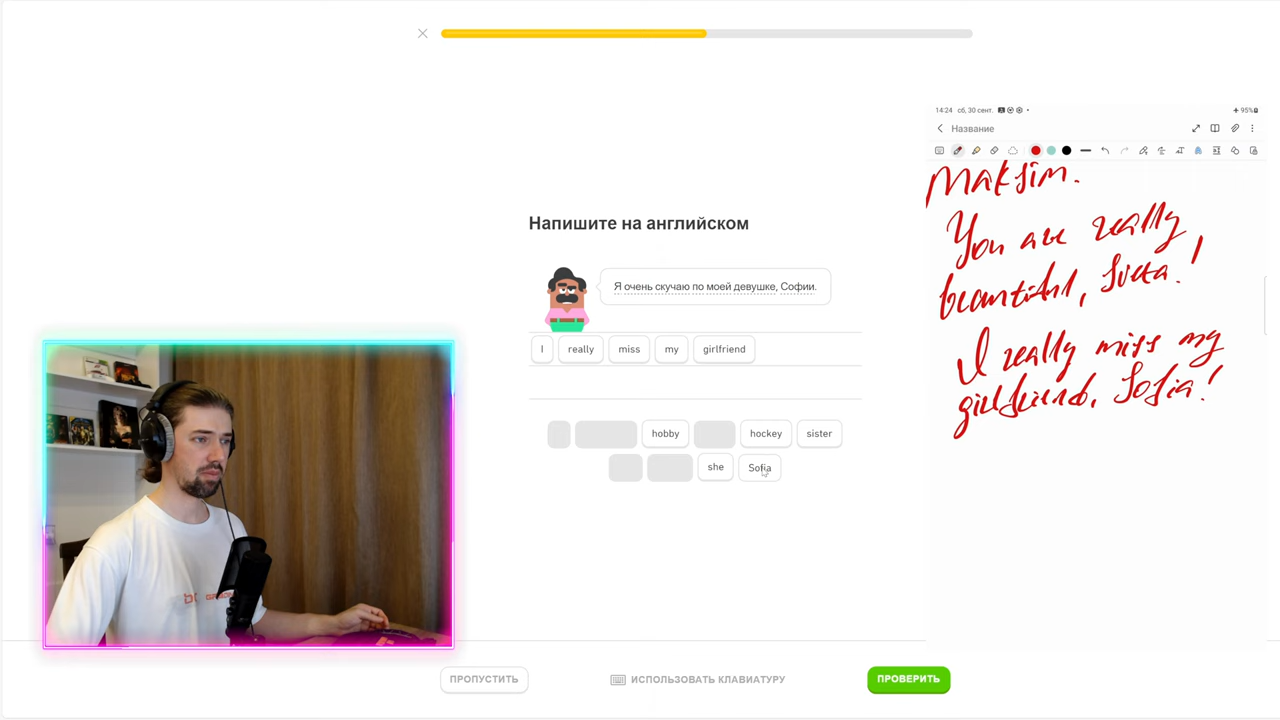 14:24 сб, 30 сент.
95%
Название
Maksim.
You are really
beautiful,
I really miss my
girlfriend, Sofia!
Напишите на английском
Я очень скучаю по моей девушке, Софии.
I really miss my girlfriend
hobby hockey sister
she Sofia
ПРОПУСТИТЬ
ИСПОЛЬЗОВАТЬ КЛАВИАТУРУ
ПРОВЕРИТЬ